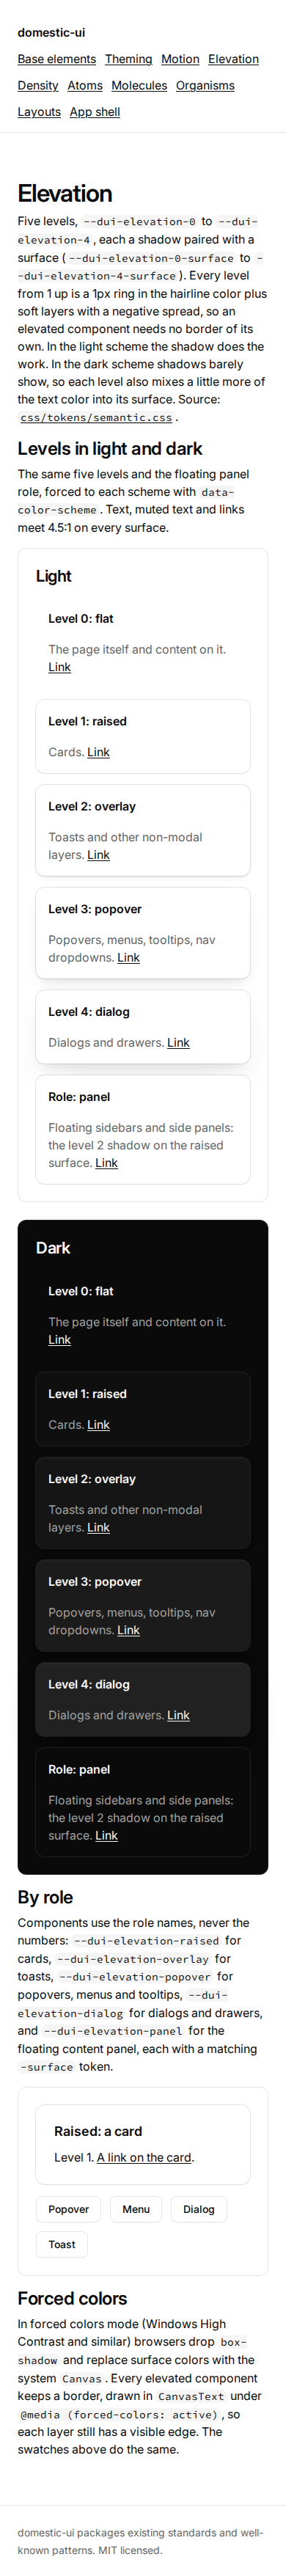 domestic-ui
Base elements Theming Motion Elevation
Density Atoms Molecules Organisms
Layouts App shell
Elevation
Five levels, --dui-elevation-0 to --dui-
elevation-4, each a shadow paired with a
surface (--dui-elevation-0-surface to -
-dui-elevation-4-surface). Every level
from 1 up is a 1px ring in the hairline color plus
soft layers with a negative spread, so an
elevated component needs no border of its
own. In the light scheme the shadow does the
work. In the dark scheme shadows barely
show, so each level also mixes a little more of
the text color into its surface. Source:
css/tokens/semantic.css.
Levels in light and dark
The same five levels and the floating panel
role, forced to each scheme with data-
color-scheme. Text, muted text and links
meet 4.5:1 on every surface.
Light
Level 0: flat
The page itself and content on it.
Link
Level 1: raised
Cards. Link
Level 2: overlay
Toasts and other non-modal
layers. Link
Level 3: popover
Popovers, menus, tooltips, nav
dropdowns. Link
Level 4: dialog
Dialogs and drawers. Link
Role: panel
Floating sidebars and side panels:
the level 2 shadow on the raised
surface. Link
Dark
Level 0: flat
The page itself and content on it.
Link
Level 1: raised
Cards. Link
Level 2: overlay
Toasts and other non-modal
layers. Link
Level 3: popover
Popovers, menus, tooltips, nav
dropdowns. Link
Level 4: dialog
Dialogs and drawers. Link
Role: panel
Floating sidebars and side panels:
the level 2 shadow on the raised
surface. Link
By role
Components use the role names, never the
numbers: --dui-elevation-raised for
cards, --dui-elevation-overlay for
toasts, --dui-elevation-popover for
popovers, menus and tooltips, --dui-
elevation-dialog for dialogs and drawers,
and --dui-elevation-panel for the
floating content panel, each with a matching
-surface token.
Raised: a card
Level 1. A link on the card.
Popover Menu Dialog
Toast
Forced colors
In forced colors mode (Windows High
Contrast and similar) browsers drop box-
shadow and replace surface colors with the
system Canvas. Every elevated component
keeps a border, drawn in CanvasText under
@media (forced-colors: active), so
each layer still has a visible edge. The
swatches above do the same.
domestic-ui packages existing standards and well-
known patterns. MIT licensed.